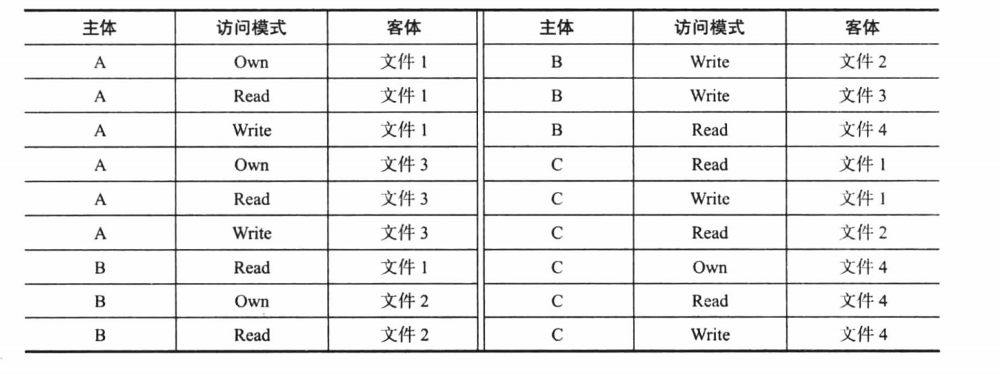 主体 访问模式 客体 主体 访问模式 客体
A Own 文件 1 B Write 文件 2
A Read 文件 1 B Write 文件 3
A Write 文件 1 B Read 文件 4
A Own 文件 3 C Read 文件 1
A Read 文件 3 C Write 文件 1
A Write 文件 3 C Read 文件 2
B Read 文件 1 C Own 文件 4
B Own 文件 2 C Read 文件 4
B Read 文件 2 C Write 文件 4